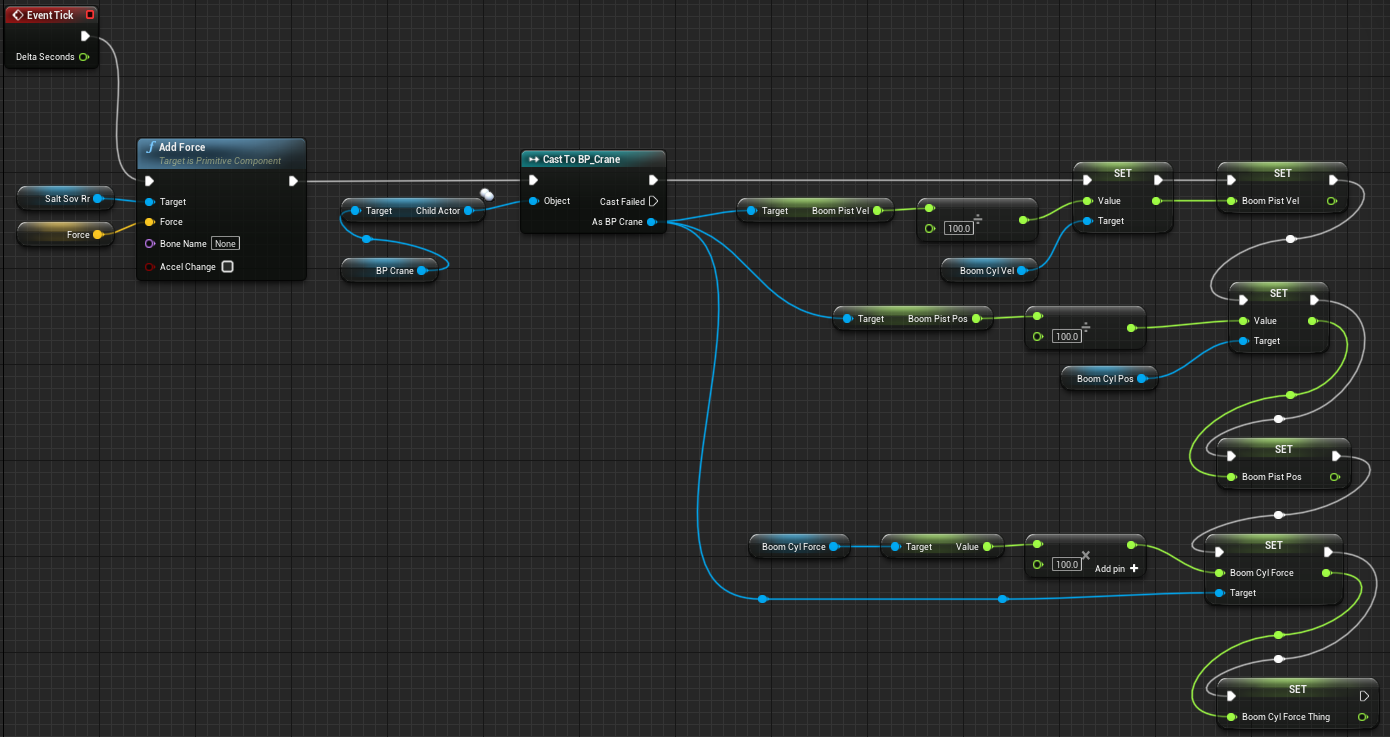 Event Tick
Delta Seconds
Add Force
Target is Primitive Component
Salt Sov Rr
Target
Force
Force
Bone Name None
Accel Change
Target Child Actor
BP Crane
Cast To BP_Crane
Object
Cast Failed
As BP Crane
Target Boom Pist Vel
100.0 ÷
Boom Cyl Vel
SET
Value
Target
SET
Boom Pist Vel
Target Boom Pist Pos
100.0 ÷
Boom Cyl Pos
SET
Value
Target
SET
Boom Pist Pos
Boom Cyl Force
Target Value
100.0 ×
Add pin +
SET
Boom Cyl Force
Target
SET
Boom Cyl Force Thing